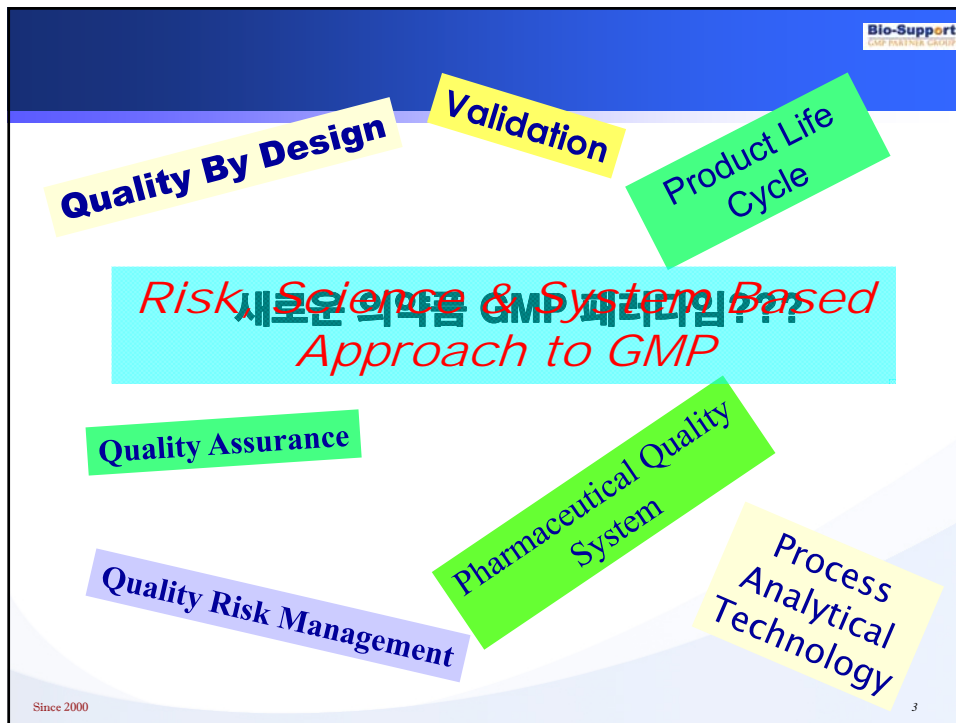 Bio-Support
GMP PARTNER GROUP
Quality By Design
Validation
Product Life
Cycle
새로운 의약품 GMP 패러다임???
Risk, Science & System Based
Approach to GMP
Quality Assurance
Pharmaceutical Quality
System
Quality Risk Management
Process
Analytical
Technology
Since 2000
3